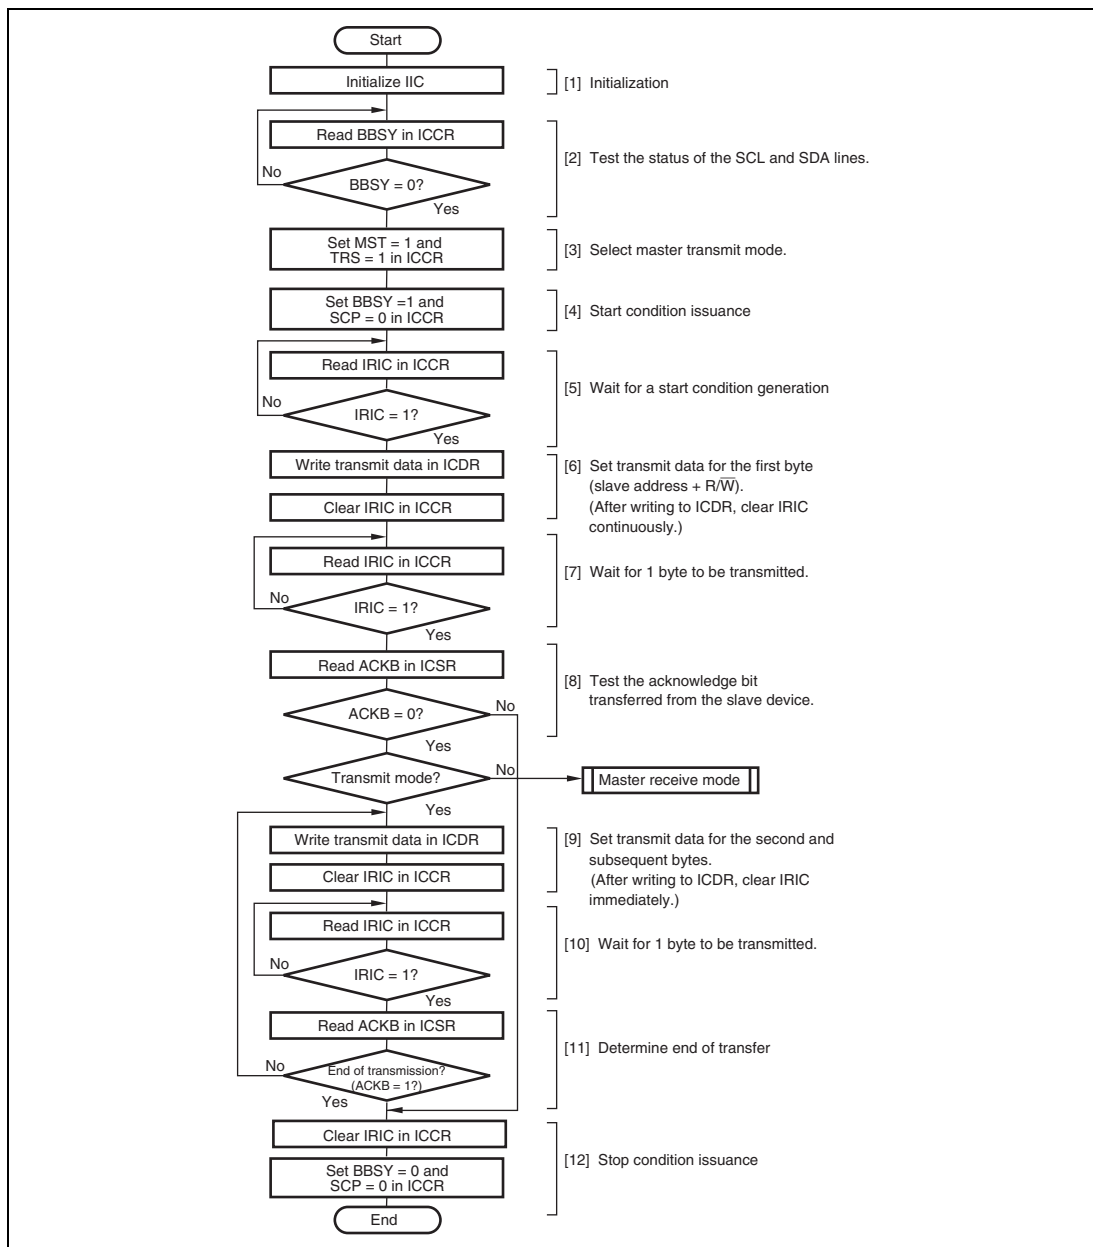 Start
Initialize IIC
[1] Initialization
Read BBSY in ICCR
No
BBSY = 0?
Yes
[2] Test the status of the SCL and SDA lines.
Set MST = 1 and
TRS = 1 in ICCR
[3] Select master transmit mode.
Set BBSY =1 and
SCP = 0 in ICCR
[4] Start condition issuance
Read IRIC in ICCR
No
IRIC = 1?
Yes
[5] Wait for a start condition generation
Write transmit data in ICDR
Clear IRIC in ICCR
[6] Set transmit data for the first byte
(slave address + R/W̅).
(After writing to ICDR, clear IRIC
continuously.)
Read IRIC in ICCR
No
IRIC = 1?
Yes
[7] Wait for 1 byte to be transmitted.
Read ACKB in ICSR
ACKB = 0?
No
Yes
[8] Test the acknowledge bit
transferred from the slave device.
Transmit mode?
No
Yes
Master receive mode
Write transmit data in ICDR
Clear IRIC in ICCR
[9] Set transmit data for the second and
subsequent bytes.
(After writing to ICDR, clear IRIC
immediately.)
Read IRIC in ICCR
No
IRIC = 1?
Yes
[10] Wait for 1 byte to be transmitted.
Read ACKB in ICSR
No
End of transmission?
(ACKB = 1?)
Yes
[11] Determine end of transfer
Clear IRIC in ICCR
Set BBSY = 0 and
SCP = 0 in ICCR
[12] Stop condition issuance
End